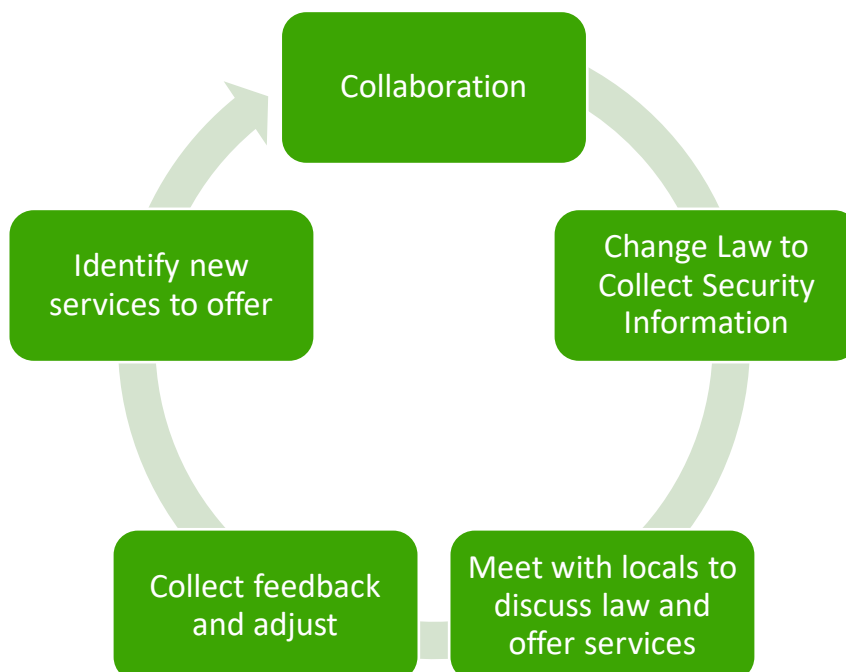 Collaboration
Change Law to
Collect Security
Information
Meet with locals to
discuss law and
offer services
Collect feedback
and adjust
Identify new
services to offer